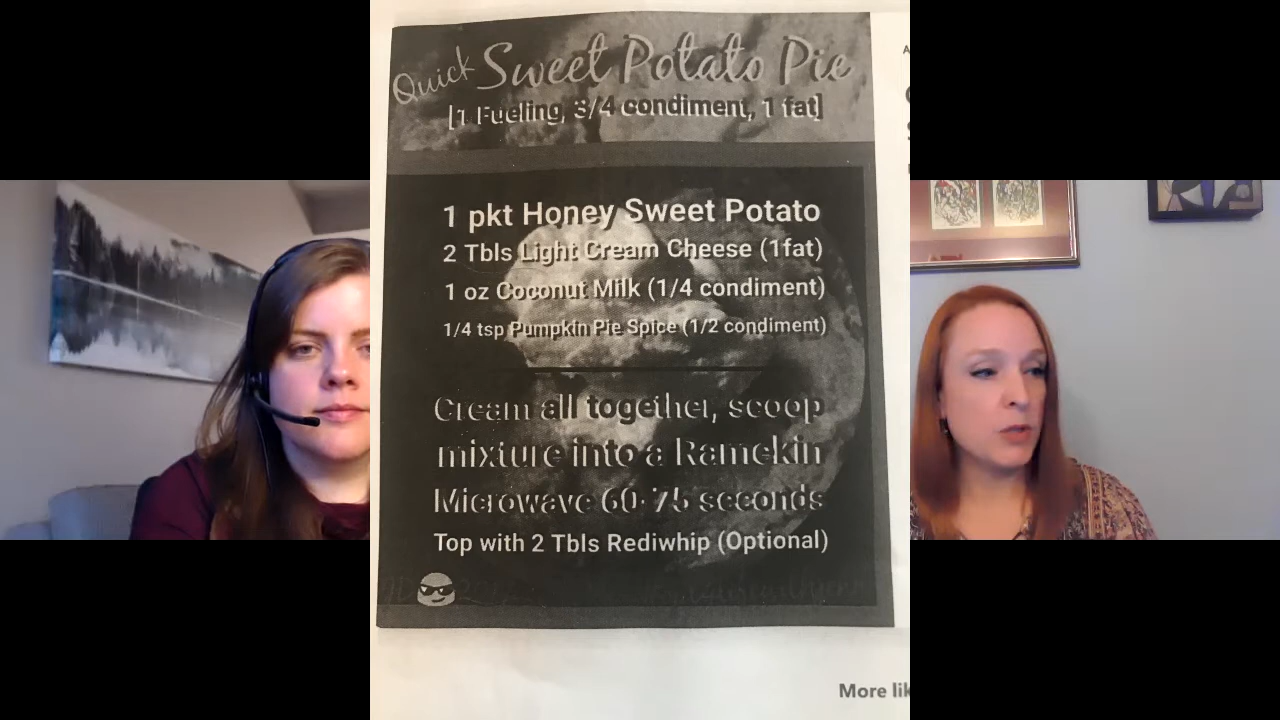 Quick Sweet Potato Pie
[1 Fueling, 3/4 condiment, 1 fat]
1 pkt Honey Sweet Potato
2 Tbls Light Cream Cheese (1fat)
1 oz Coconut Milk (1/4 condiment)
1/4 tsp Pumpkin Pie Spice (1/2 condiment)
Cream all together, scoop
mixture into a Ramekin
Microwave 60-75 seconds
Top with 2 Tbls Rediwhip (Optional)
More lik